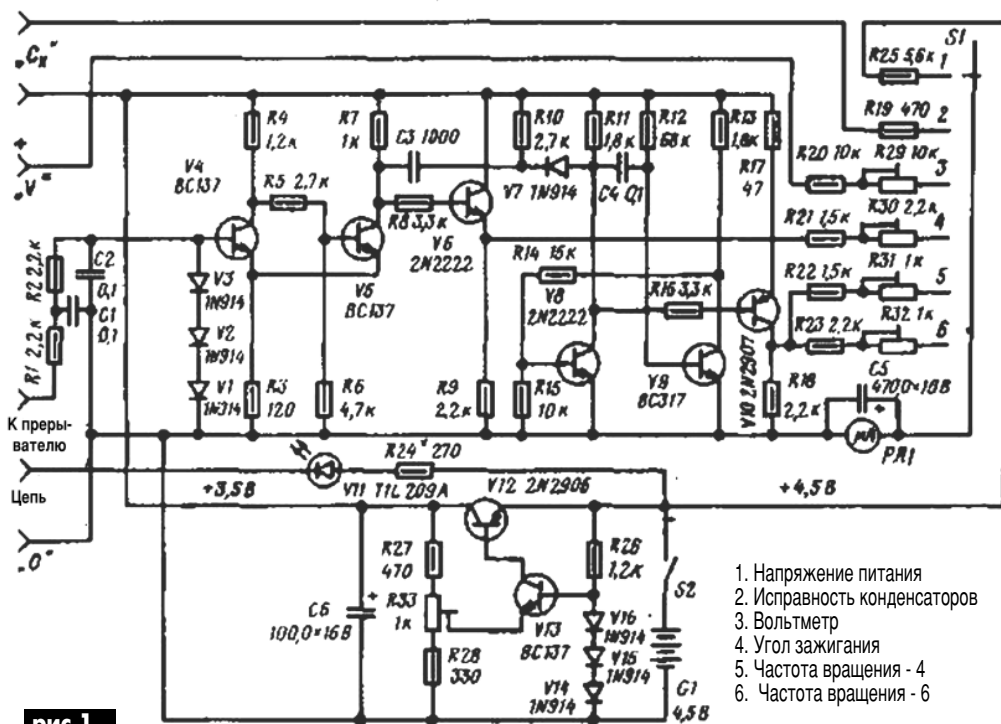 „Cx“
+
„V“
К преры-
вателю
Цепь
„0“
R1 2,2к
R2 2,2к
C2
0,1
C1
0,1
V3
1N914
V2
1N914
V1
1N914
V4
BC137
R4
1,2к
R5 2,7к
R3
120
R6
4,7к
R7
1к
C3 1000
R8 3,3к
V5
BC137
V6
2N2222
R9
2,2к
R10
2,7к
V7
1N914
R11
1,8к
C4 0,1
R12
68к
R13
1,8к
R14 15к
V8
2N2222
R15
10к
R16 3,3к
V9
BC317
R17
47
V10 2N2907
R18
2,2к
S1
R25 5,6к
1
R19 470
2
R20 10к
R29 10к
3
R21 1,5к
R30 2,2к
4
R22 1,5к
R31 1к
5
R23 2,2к
R32 1к
6
C5
470,0×16В
+
μA
PA1
R24* 270
V11 TIL 209A
+3,5В
V12 2N2906
+4,5В
R27
470
R33
1к
R28
330
C6
100,0×16В
+
V13
BC137
R26
1,2к
V16
1N914
V15
1N914
V14
1N914
S2
G1
4,5В
1. Напряжение питания
2. Исправность конденсаторов
3. Вольтметр
4. Угол зажигания
5. Частота вращения - 4
6. Частота вращения - 6
рис.1